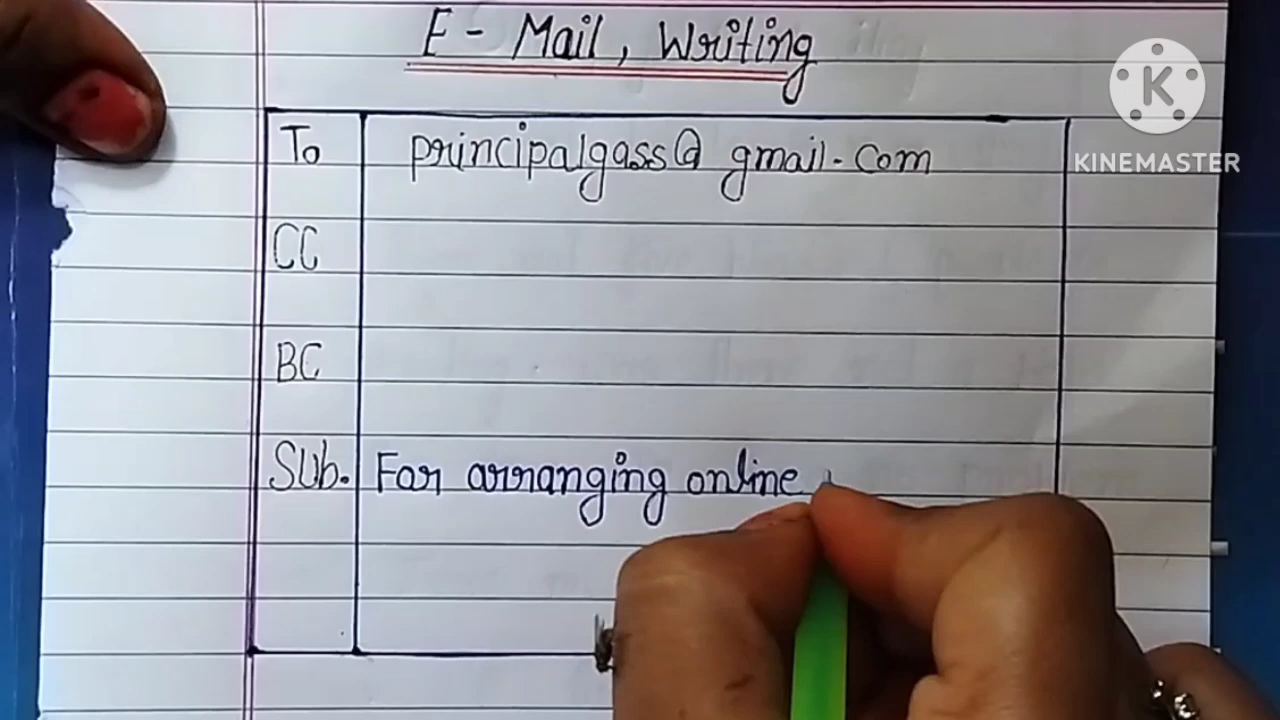 E - Mail, Writing
K
KINEMASTER
To principalgass@gmail.com
CC
BC
Sub. For arranging online